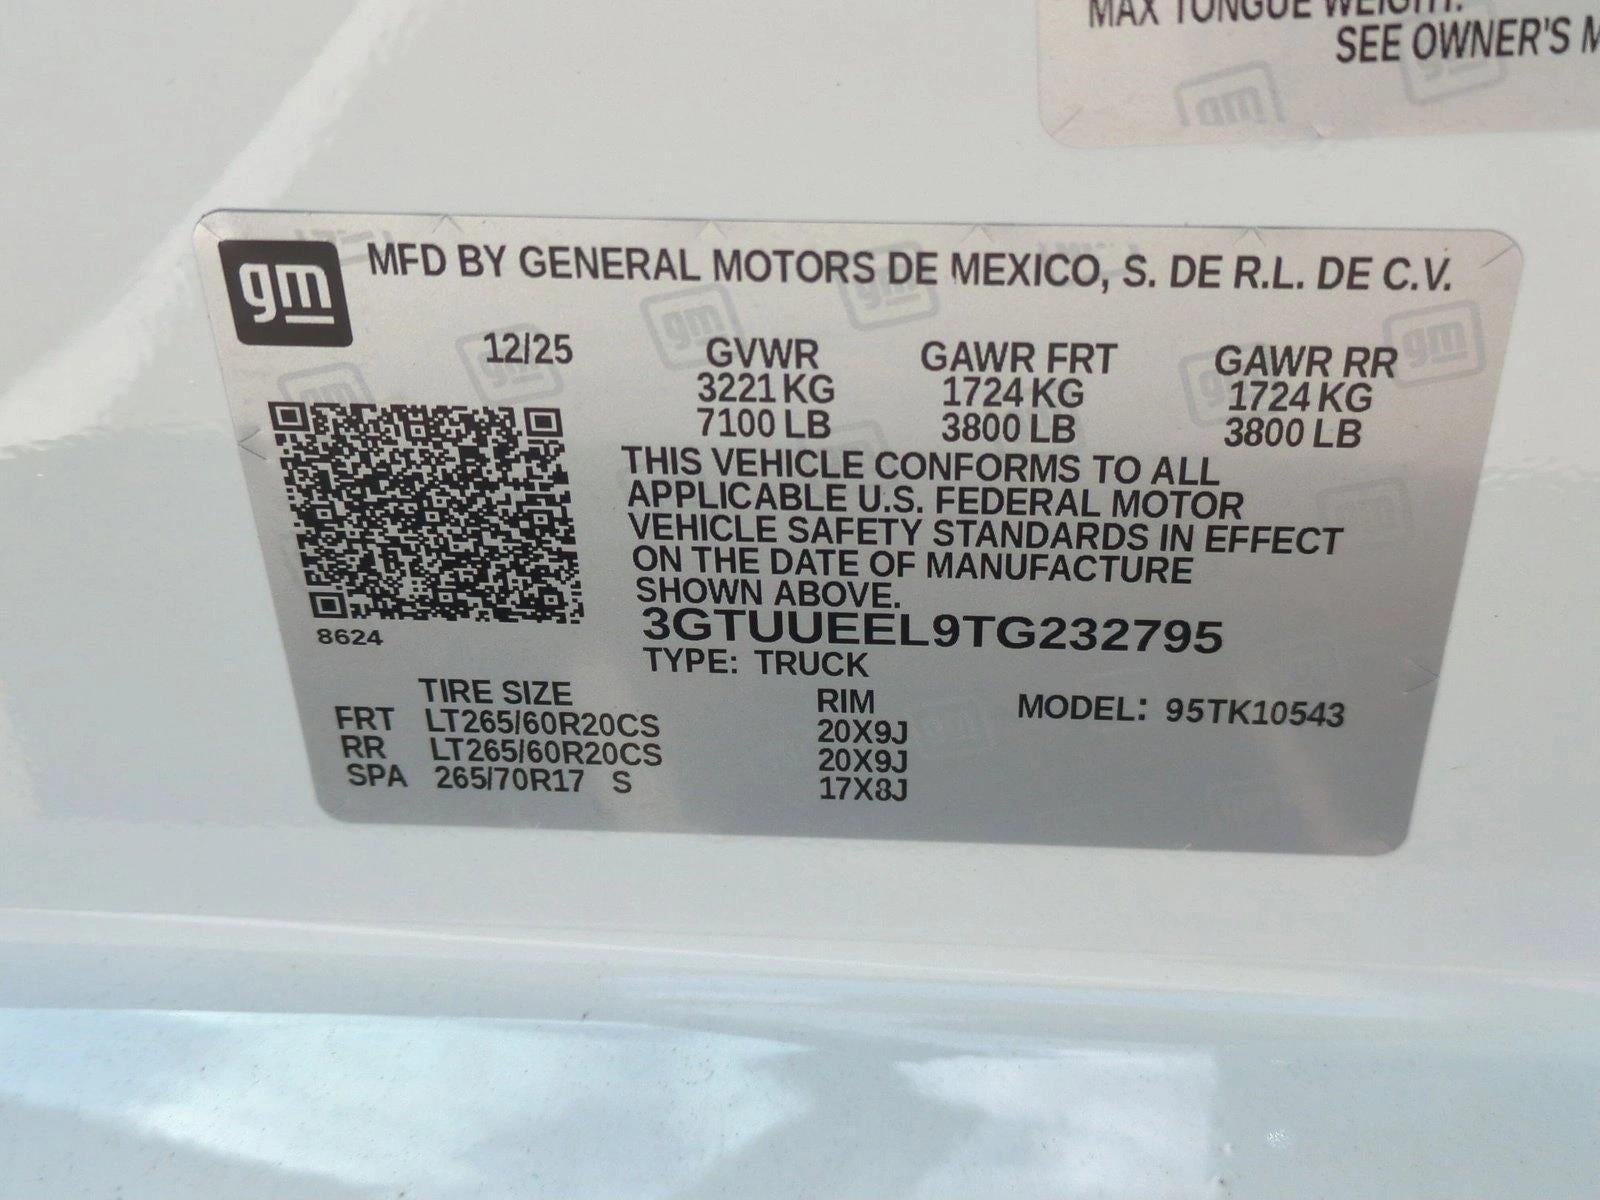 MAX TONGUE WEIGHT:
SEE OWNER'S M
gm
MFD BY GENERAL MOTORS DE MEXICO, S. DE R.L. DE C.V.
12/25 GVWR GAWR FRT GAWR RR
3221 KG 1724 KG 1724 KG
7100 LB 3800 LB 3800 LB
THIS VEHICLE CONFORMS TO ALL
APPLICABLE U.S. FEDERAL MOTOR
VEHICLE SAFETY STANDARDS IN EFFECT
ON THE DATE OF MANUFACTURE
SHOWN ABOVE.
8624 3GTUUEEL9TG232795
TYPE: TRUCK
TIRE SIZE RIM MODEL: 95TK10543
FRT LT265/60R20CS 20X9J
RR LT265/60R20CS 20X9J
SPA 265/70R17 S 17X8J